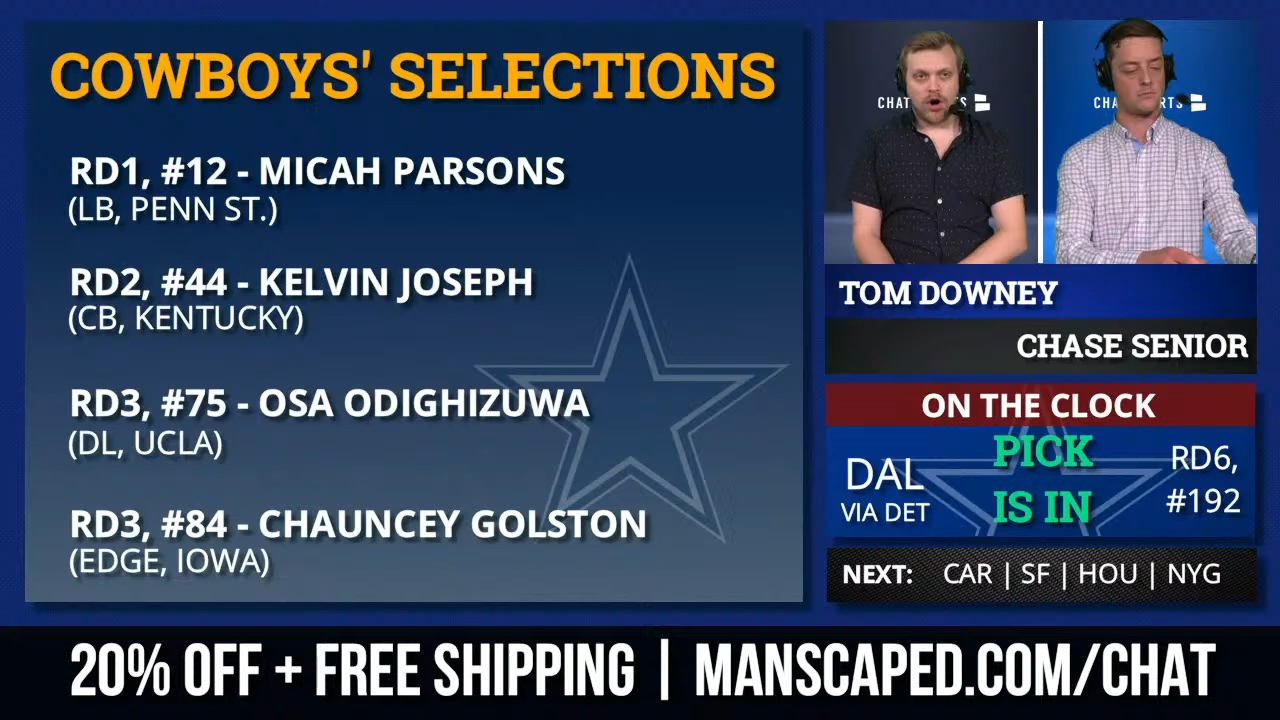 COWBOYS' SELECTIONS
RD1, #12 - MICAH PARSONS
(LB, PENN ST.)
RD2, #44 - KELVIN JOSEPH
(CB, KENTUCKY)
RD3, #75 - OSA ODIGHIZUWA
(DL, UCLA)
RD3, #84 - CHAUNCEY GOLSTON
(EDGE, IOWA)
TOM DOWNEY
CHASE SENIOR
ON THE CLOCK
DAL
VIA DET
PICK
IS IN
RD6,
#192
NEXT: CAR | SF | HOU | NYG
20% OFF + FREE SHIPPING | MANSCAPED.COM/CHAT